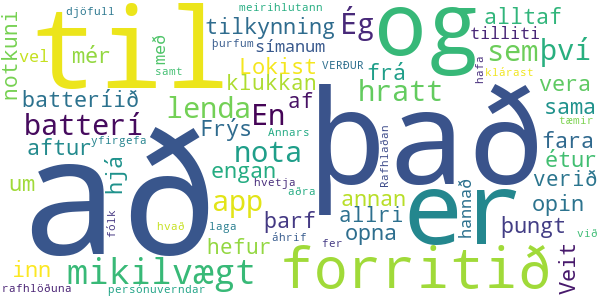 djöfull meirihlutann
til og
notkuni vel mér með tilkynning símanum Ég þurfum samt VERÐUR frá alltaf tilliti sem því hafa klárast
batteríið Lokist klukkan lenda af hratt vera
batterí Frýs En Annars Rafhlaðan sama tæmir
að það
aftur yfirgefa hjá nota er hannað fara étur
um fólk engan hvetja aðra annan verið
app þarf allri opin
hvað laga hefur áhrif opna þungt við
inn mikilvægt fer forritið Veit
rafhlöðuna persónuverndar